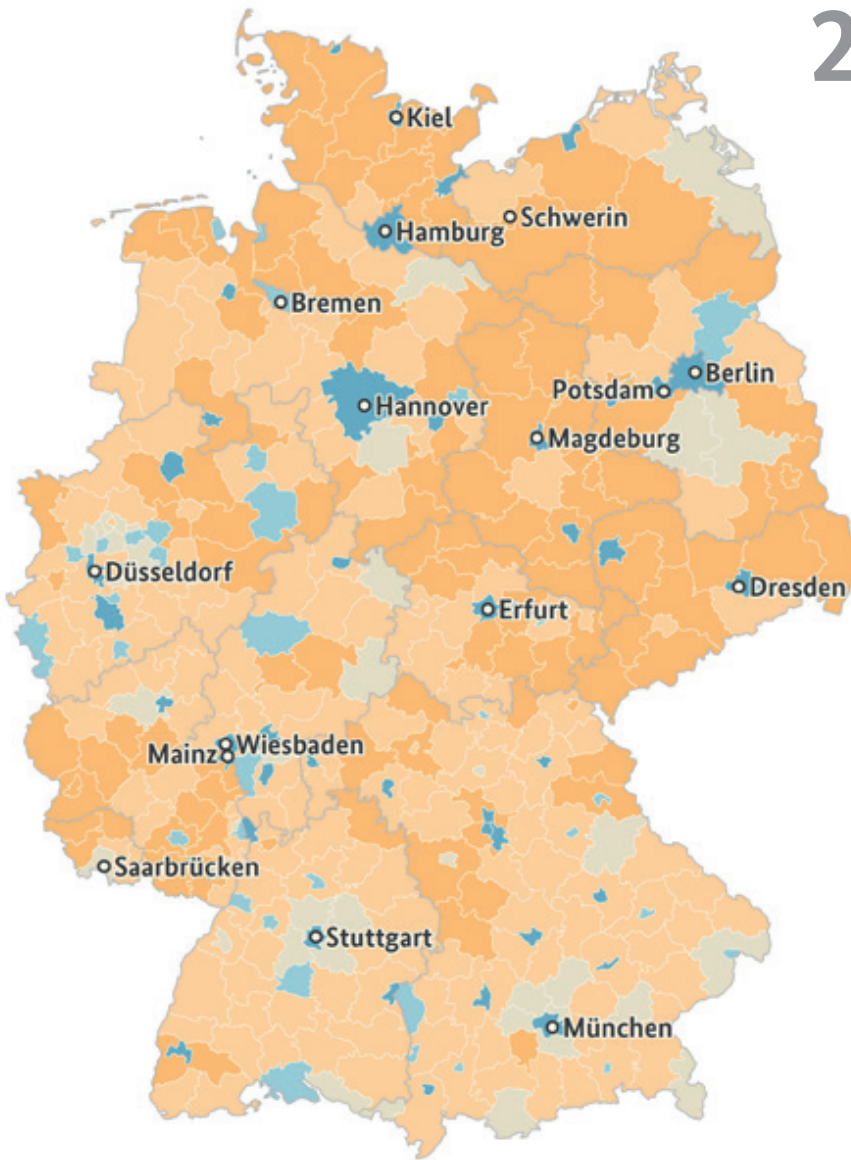 2
Kiel
Schwerin
Hamburg
Bremen
Berlin
Potsdam
Hannover
Magdeburg
Düsseldorf
Dresden
Erfurt
Wiesbaden
Mainz
Saarbrücken
Stuttgart
München